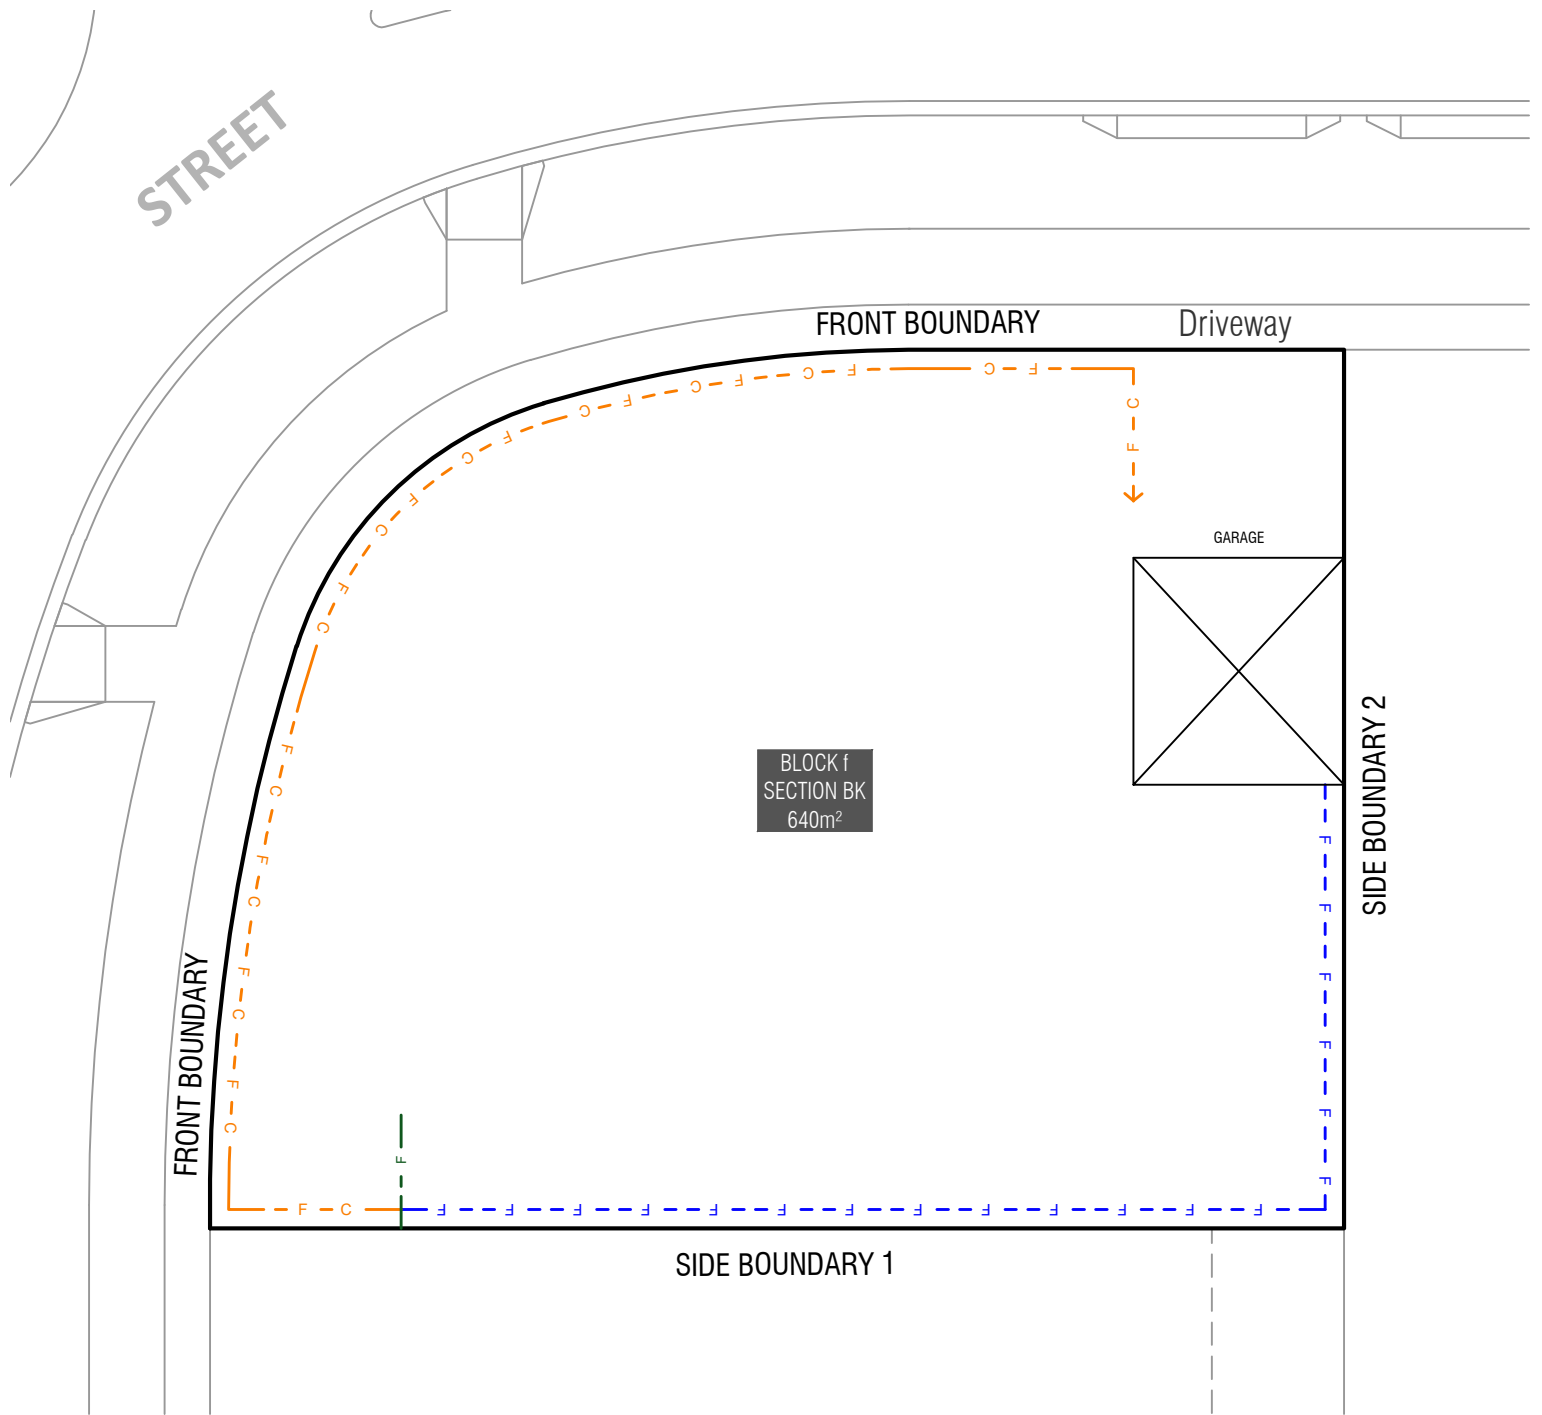 STREET
FRONT BOUNDARY
Driveway
C F C F C F C F C F C F C F C F C
F C F C F C F C
C
F
GARAGE
BLOCK f
SECTION BK
640m²
SIDE BOUNDARY 2
F F F F F F
FRONT BOUNDARY
F
F C
F F F F F F F F F F F F F
SIDE BOUNDARY 1